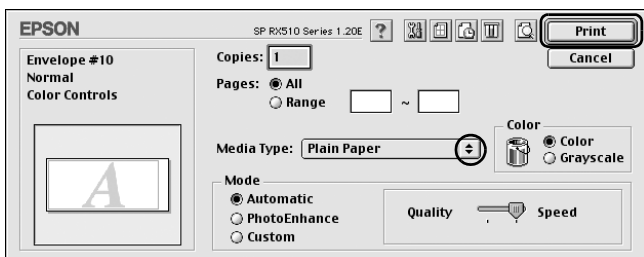 EPSON
SP RX510 Series 1.20E
?
Print
Cancel
Envelope #10
Normal
Color Controls
A
Copies: 1
Pages: All
Range ~
Media Type: Plain Paper
Color
Color
Grayscale
Mode
Automatic
PhotoEnhance
Custom
Quality Speed